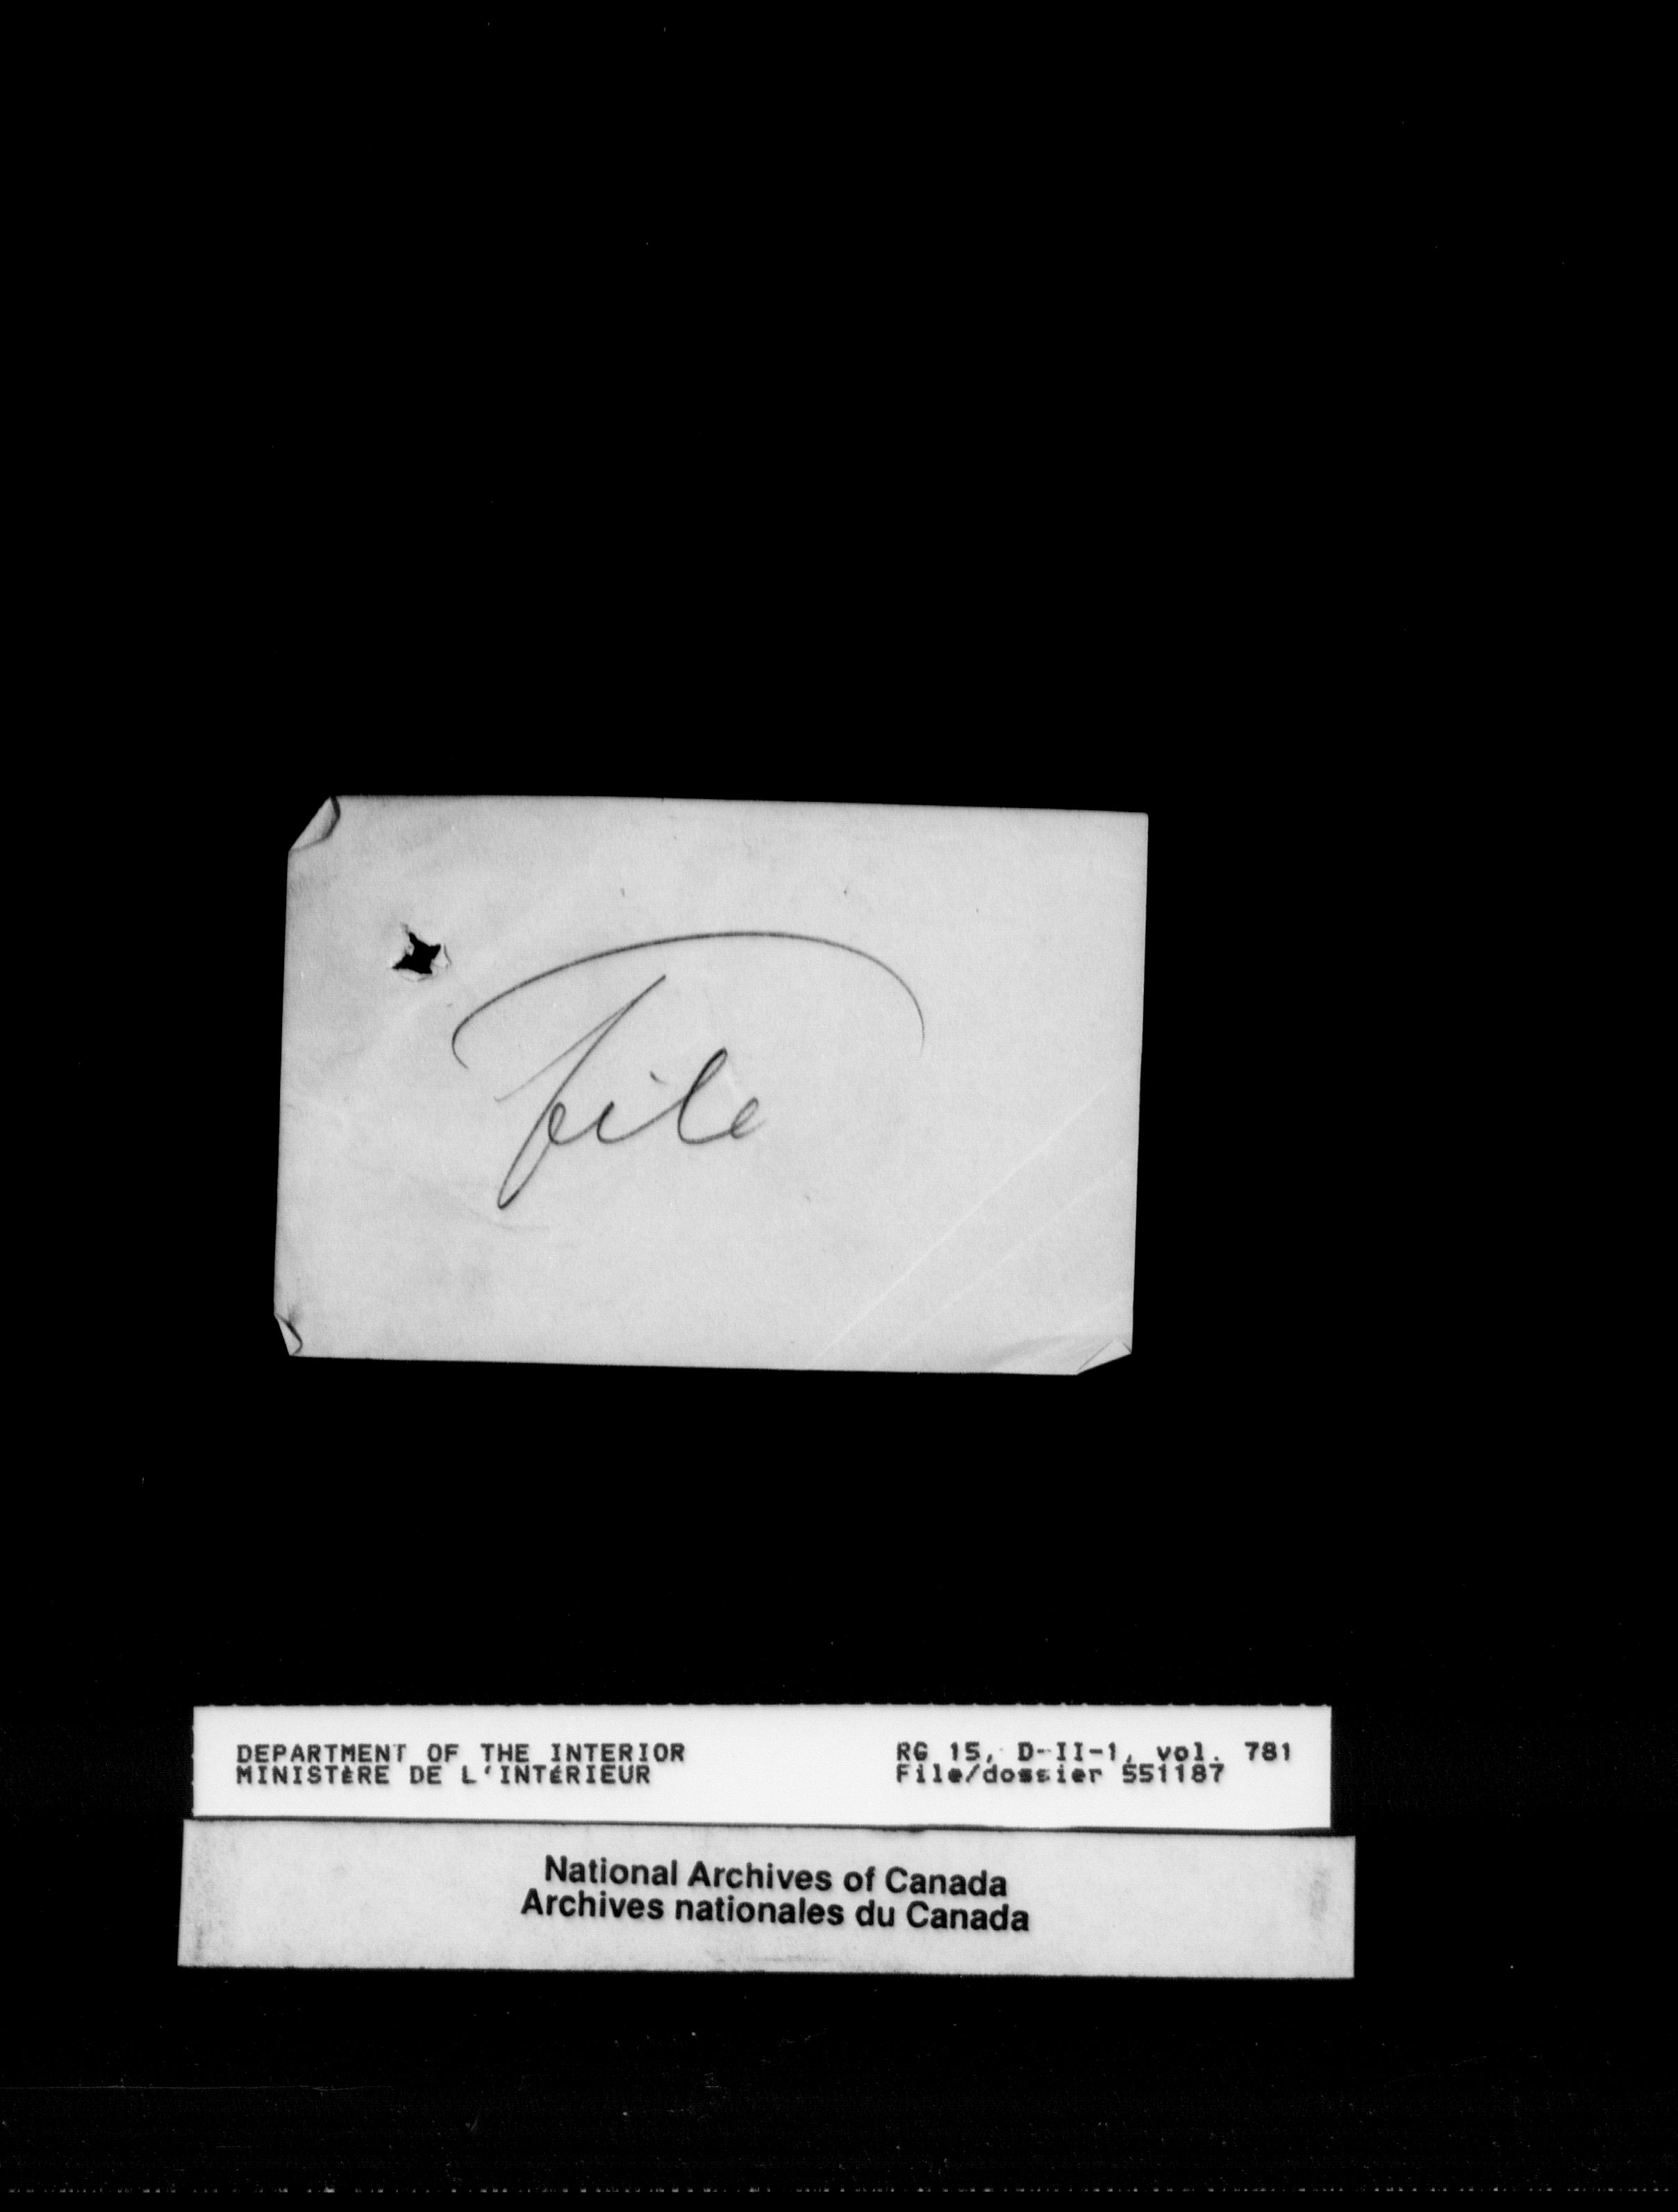 File
DEPARTMENT OF THE INTERIOR
MINISTÈRE DE L'INTÉRIEUR
RG 15, D-II-1, vol. 781
File/dossier 551187
National Archives of Canada
Archives nationales du Canada